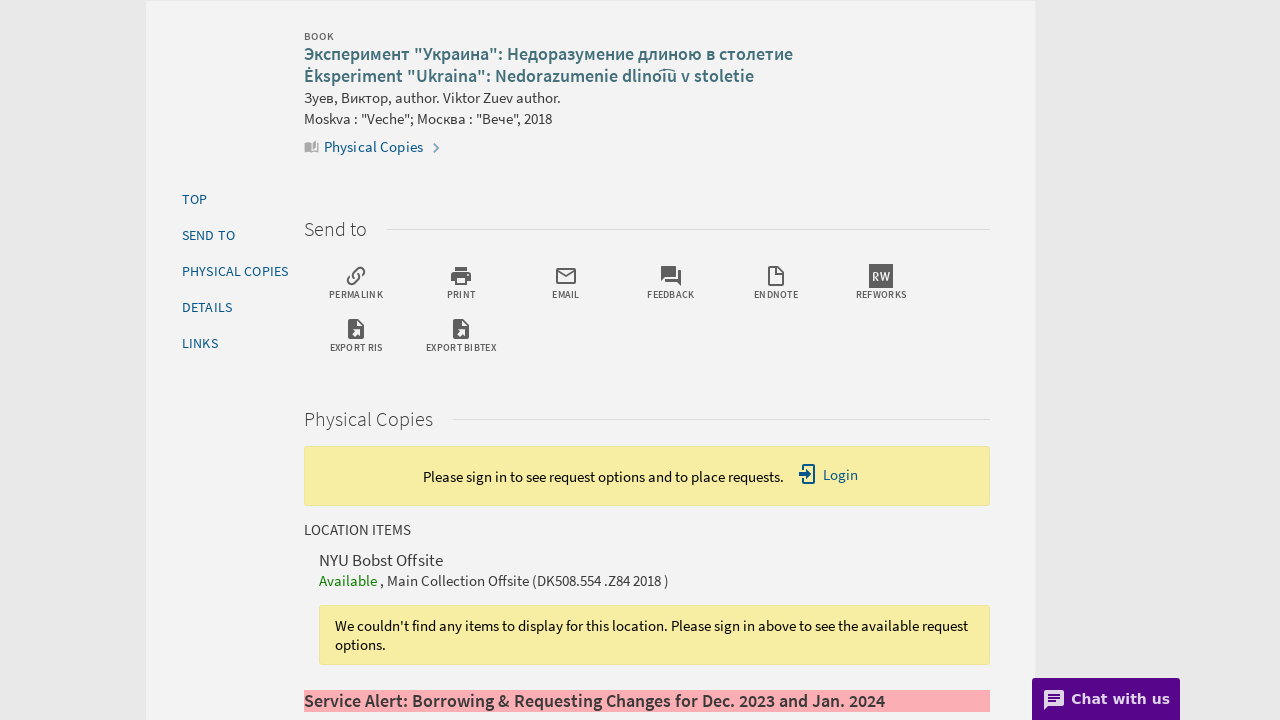 BOOK
Эксперимент "Украина": Недоразумение длиною в столетие
Ėksperiment "Ukraina": Nedorazumenie dlinoi͡u v stoletie
Зуев, Виктор, author. Viktor Zuev author.
Moskva : "Veche"; Москва : "Вече", 2018
Physical Copies
TOP
SEND TO
PHYSICAL COPIES
DETAILS
LINKS
Send to
PERMALINK
PRINT
EMAIL
FEEDBACK
ENDNOTE
RW
REFWORKS
EXPORT RIS
EXPORT BIBTEX
Physical Copies
Please sign in to see request options and to place requests. Login
LOCATION ITEMS
NYU Bobst Offsite
Available , Main Collection Offsite (DK508.554 .Z84 2018 )
We couldn't find any items to display for this location. Please sign in above to see the available request
options.
Service Alert: Borrowing & Requesting Changes for Dec. 2023 and Jan. 2024
Chat with us